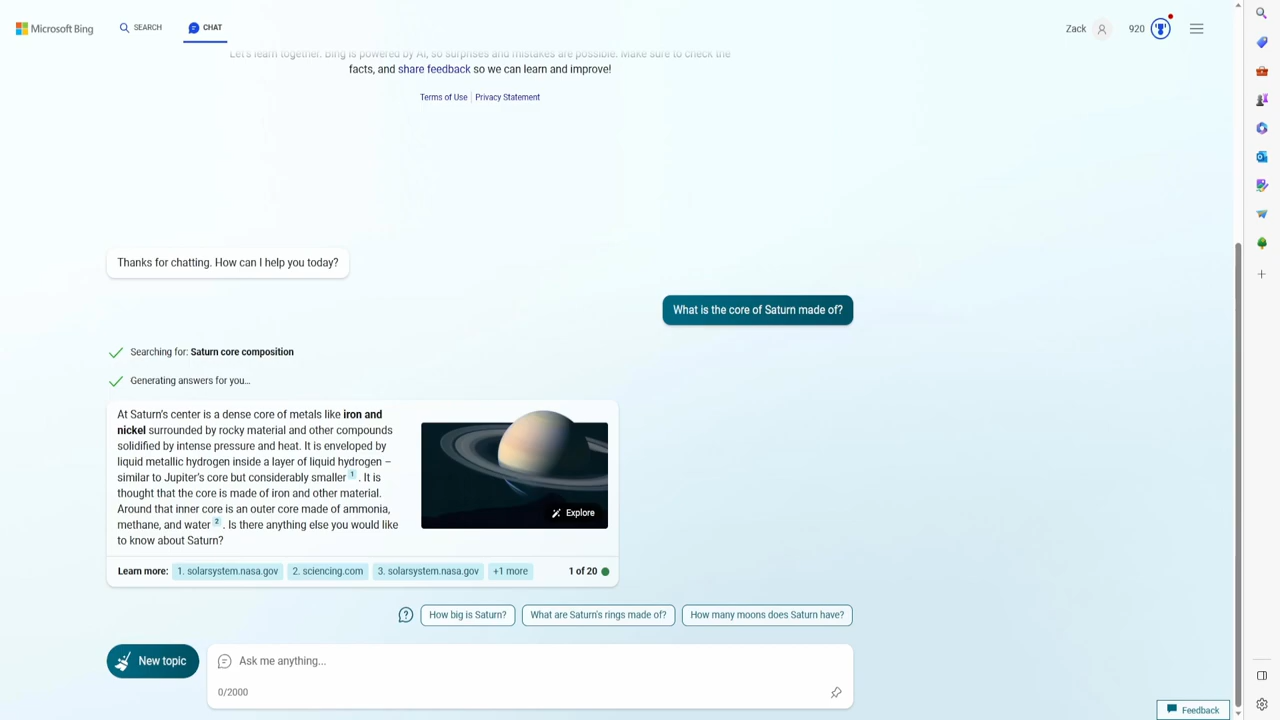 Microsoft Bing
SEARCH
CHAT
Zack
920
Let's learn together. Bing is powered by AI, so surprises and mistakes are possible. Make sure to check the
facts, and share feedback so we can learn and improve!
Terms of Use | Privacy Statement
Thanks for chatting. How can I help you today?
What is the core of Saturn made of?
Searching for: Saturn core composition
Generating answers for you...
At Saturn's center is a dense core of metals like iron and
nickel surrounded by rocky material and other compounds
solidified by intense pressure and heat. It is enveloped by
liquid metallic hydrogen inside a layer of liquid hydrogen –
similar to Jupiter's core but considerably smaller 1 . It is
thought that the core is made of iron and other material.
Around that inner core is an outer core made of ammonia,
methane, and water 2 . Is there anything else you would like
to know about Saturn?
Explore
Learn more: 1. solarsystem.nasa.gov 2. sciencing.com 3. solarsystem.nasa.gov +1 more 1 of 20
How big is Saturn? What are Saturn's rings made of? How many moons does Saturn have?
New topic
Ask me anything...
0/2000
Feedback